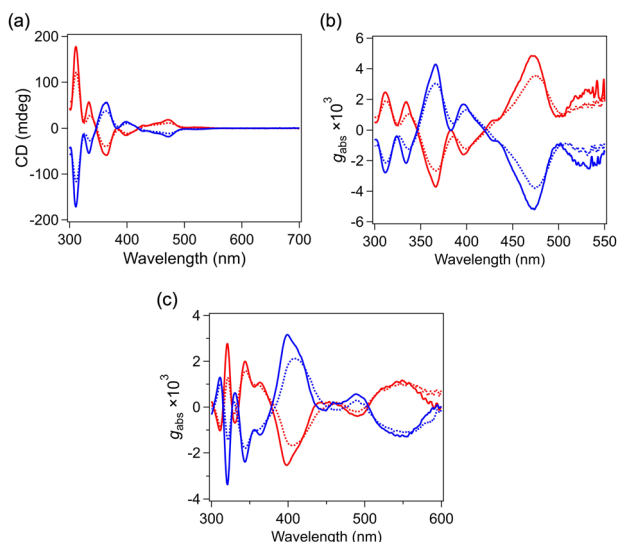 (a)
200
100
0
-100
-200
CD (mdeg)
300 400 500 600 700
Wavelength (nm)
(b)
6
4
2
0
-2
-4
-6
gabs ×10³
300 350 400 450 500 550
Wavelength (nm)
(c)
4
2
0
-2
-4
gabs ×10³
300 400 500 600
Wavelength (nm)